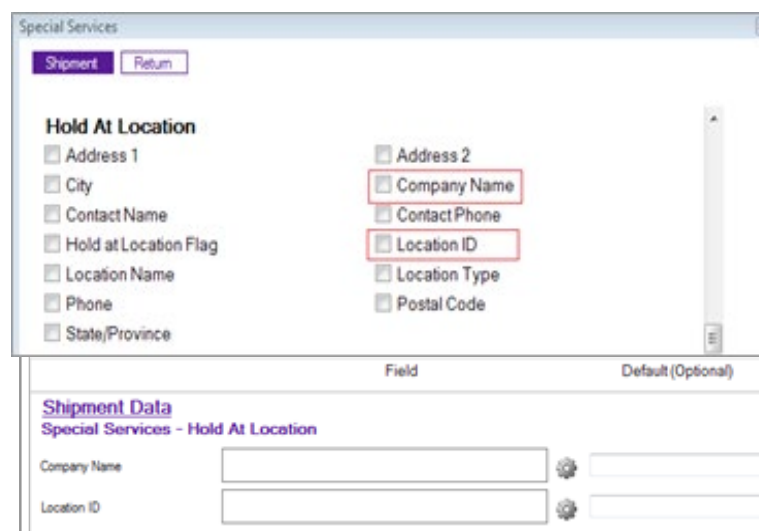 Special Services
Shipment Return
Hold At Location
Address 1 Address 2
City Company Name
Contact Name Contact Phone
Hold at Location Flag Location ID
Location Name Location Type
Phone Postal Code
State/Province
Field Default (Optional)
Shipment Data
Special Services - Hold At Location
Company Name
Location ID